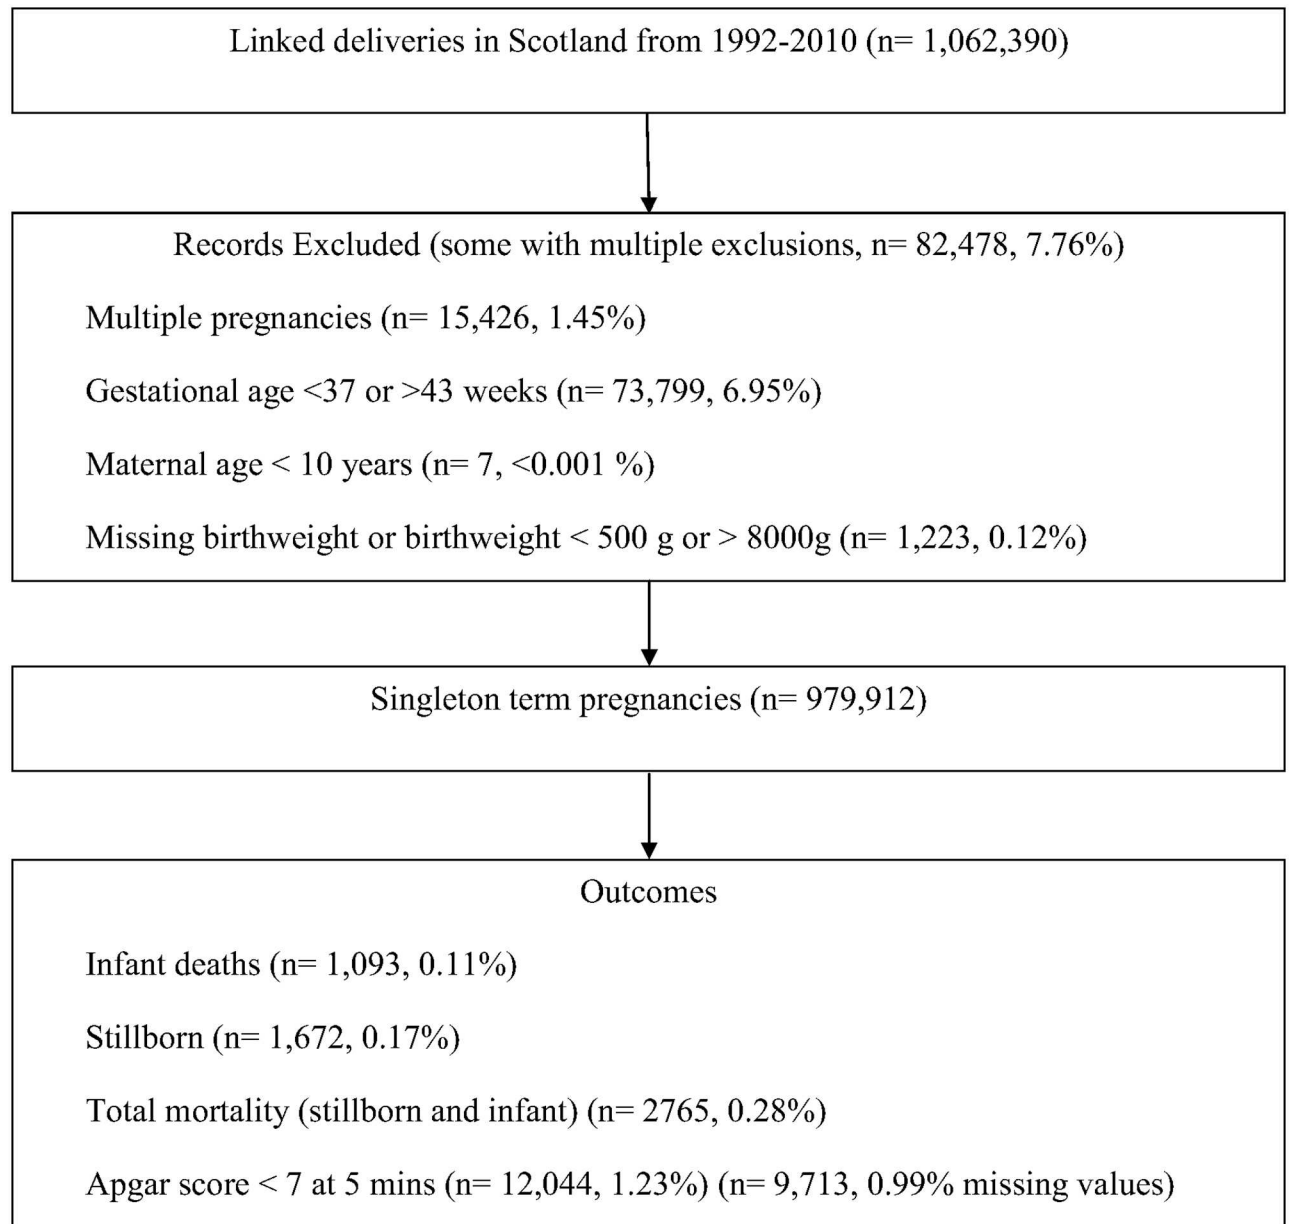 Linked deliveries in Scotland from 1992-2010 (n= 1,062,390)
Records Excluded (some with multiple exclusions, n= 82,478, 7.76%)
Multiple pregnancies (n= 15,426, 1.45%)
Gestational age <37 or >43 weeks (n= 73,799, 6.95%)
Maternal age < 10 years (n= 7, <0.001 %)
Missing birthweight or birthweight < 500 g or > 8000g (n= 1,223, 0.12%)
Singleton term pregnancies (n= 979,912)
Outcomes
Infant deaths (n= 1,093, 0.11%)
Stillborn (n= 1,672, 0.17%)
Total mortality (stillborn and infant) (n= 2765, 0.28%)
Apgar score < 7 at 5 mins (n= 12,044, 1.23%) (n= 9,713, 0.99% missing values)